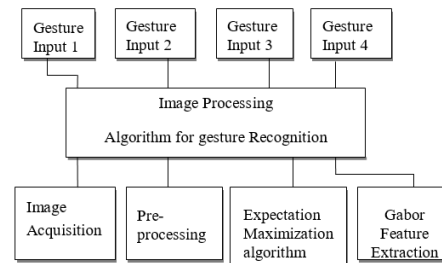 Gesture
Input 1
Gesture
Input 2
Gesture
Input 3
Gesture
Input 4
Image Processing
Algorithm for gesture Recognition
Image
Acquisition
Pre-
processing
Expectation
Maximization
algorithm
Gabor
Feature
Extraction